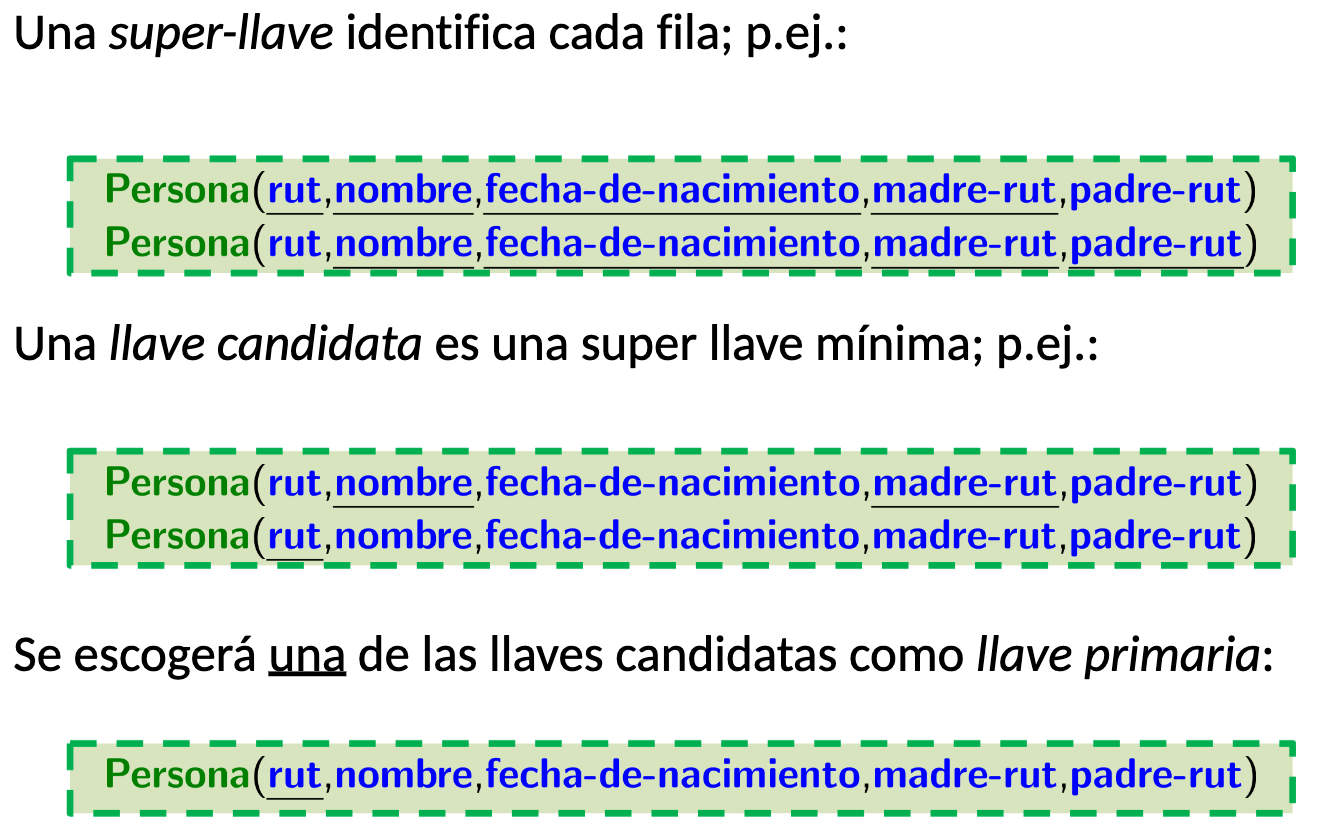 Una super-llave identifica cada fila; p.ej.:
Persona(rut,nombre,fecha-de-nacimiento,madre-rut,padre-rut)
Persona(rut,nombre,fecha-de-nacimiento,madre-rut,padre-rut)
Una llave candidata es una super llave mínima; p.ej.:
Persona(rut,nombre,fecha-de-nacimiento,madre-rut,padre-rut)
Persona(rut,nombre,fecha-de-nacimiento,madre-rut,padre-rut)
Se escogerá una de las llaves candidatas como llave primaria:
Persona(rut,nombre,fecha-de-nacimiento,madre-rut,padre-rut)